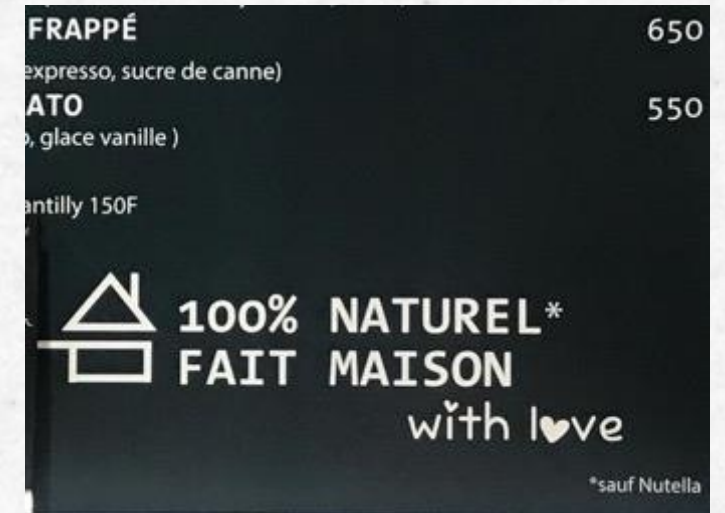 FRAPPÉ 650
expresso, sucre de canne)
ATO 550
, glace vanille )
antilly 150F
100% NATUREL*
FAIT MAISON
with love
*sauf Nutella